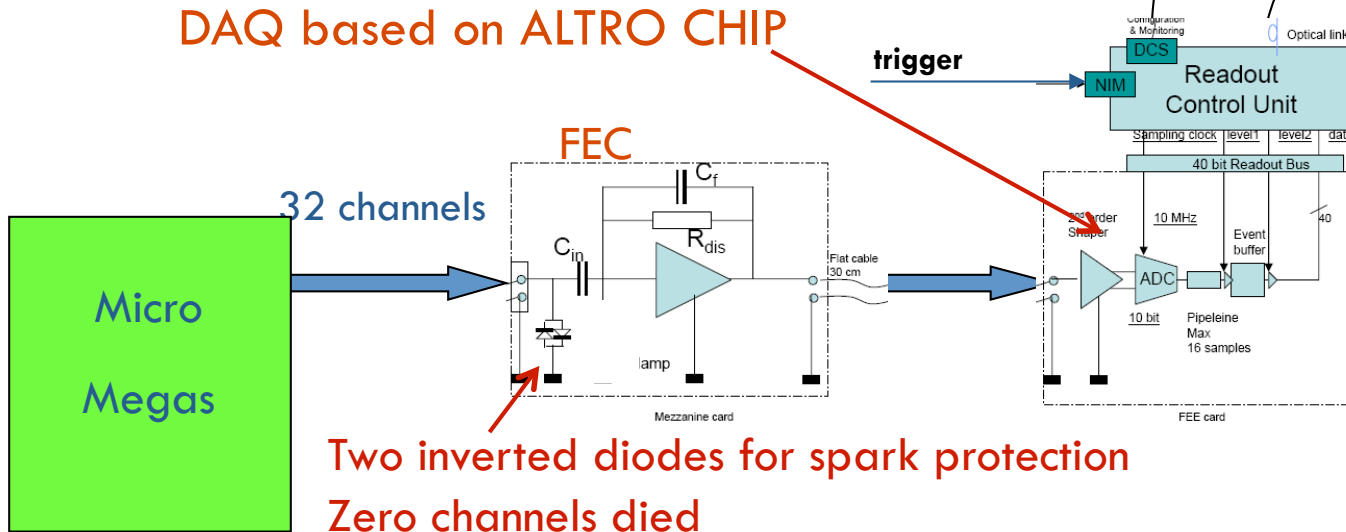 DAQ based on ALTRO CHIP
Configuration
& Monitoring
DCS
Optical link
trigger
NIM
Readout
Control Unit
Sampling clock level1 level2 dat
40 bit Readout Bus
FEC
32 channels
Micro
Megas
Cf
Rdis
Cin
Flat cable
30 cm
lamp
Mezzanine card
Shaper
10 MHz
ADC
10 bit
Pipeleine
Max
16 samples
Event
buffer
40
FEE card
Two inverted diodes for spark protection
Zero channels died